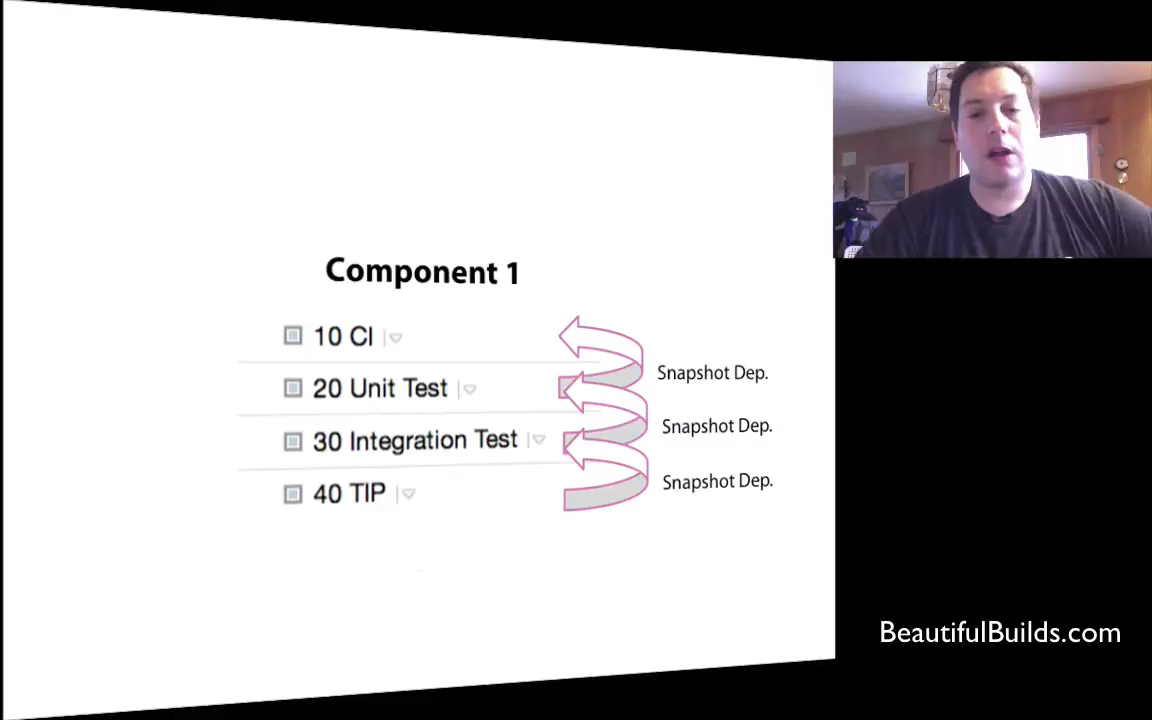 Component 1
10 CI
20 Unit Test
30 Integration Test
40 TIP
Snapshot Dep.
Snapshot Dep.
Snapshot Dep.
BeautifulBuilds.com